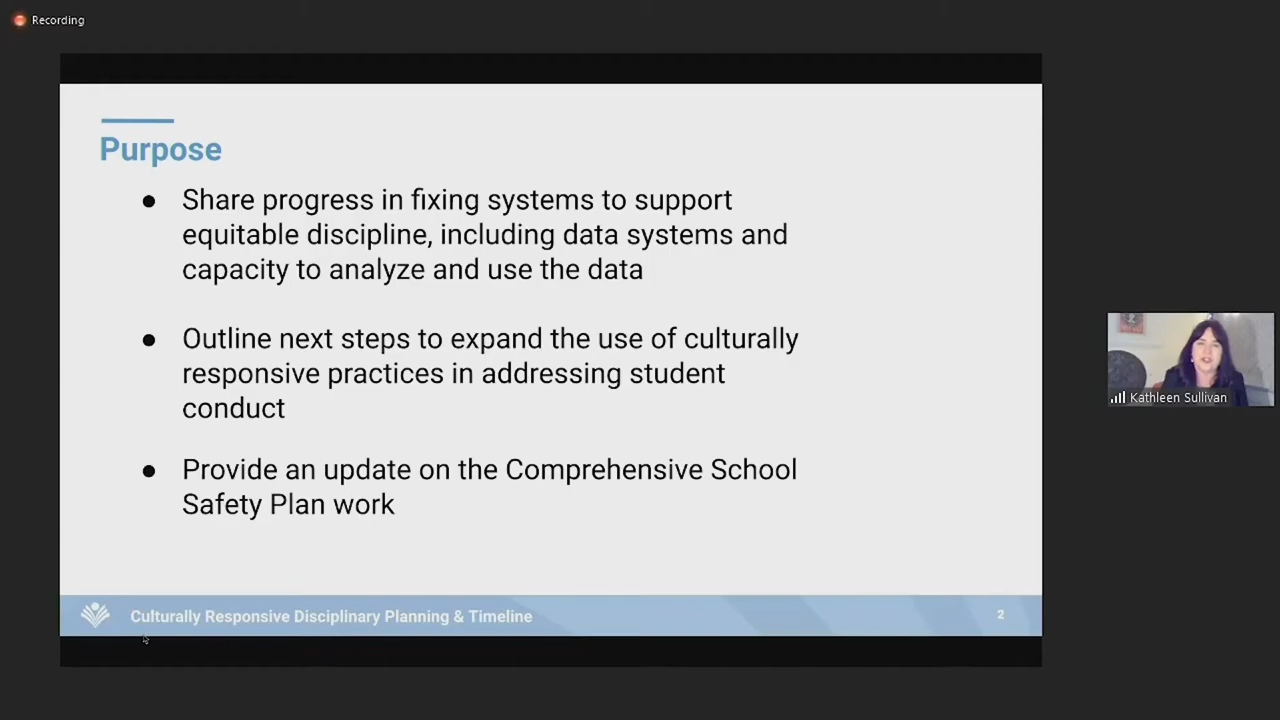 Recording
Purpose
● Share progress in fixing systems to support
equitable discipline, including data systems and
capacity to analyze and use the data
● Outline next steps to expand the use of culturally
responsive practices in addressing student
conduct
● Provide an update on the Comprehensive School
Safety Plan work
Kathleen Sullivan
Culturally Responsive Disciplinary Planning & Timeline
2